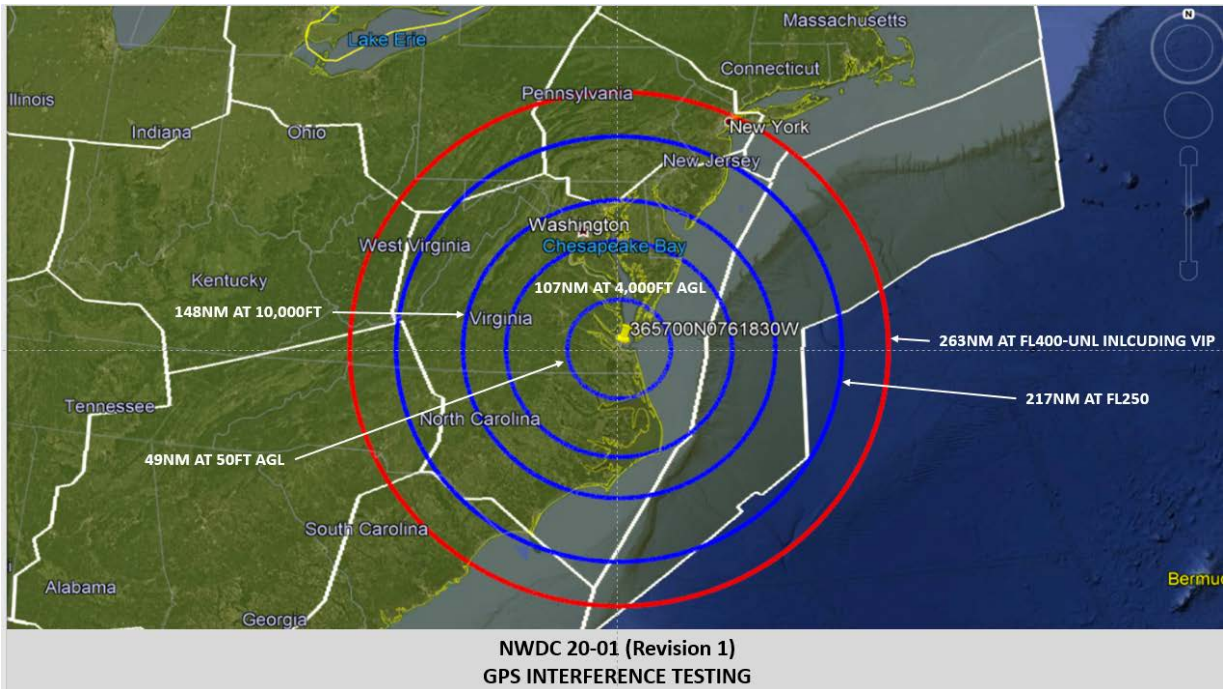 N
Massachusetts
Lake Erie
Connecticut
Pennsylvania
Illinois
New York
Indiana
Ohio
New Jersey
Washington
Chesapeake Bay
West Virginia
Kentucky
107NM AT 4,000FT AGL
148NM AT 10,000FT
Virginia
365700N0761830W
263NM AT FL400-UNL INLCUDING VIP
217NM AT FL250
Tennessee
North Carolina
49NM AT 50FT AGL
South Carolina
Bermu
Alabama
Georgia
NWDC 20-01 (Revision 1)
GPS INTERFERENCE TESTING